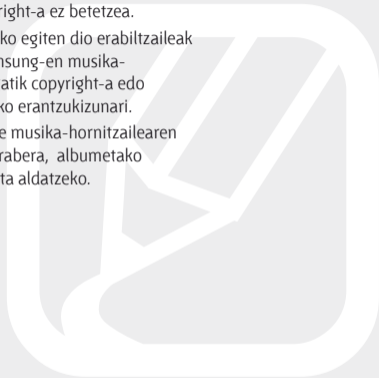 right-a ez betetzea.
ko egiten dio erabiltzaileak
nsung-en musika-
atik copyright-a edo
ko erantzukizunari.
e musika-hornitzailearen
rabera, albumetako
ta aldatzeko.